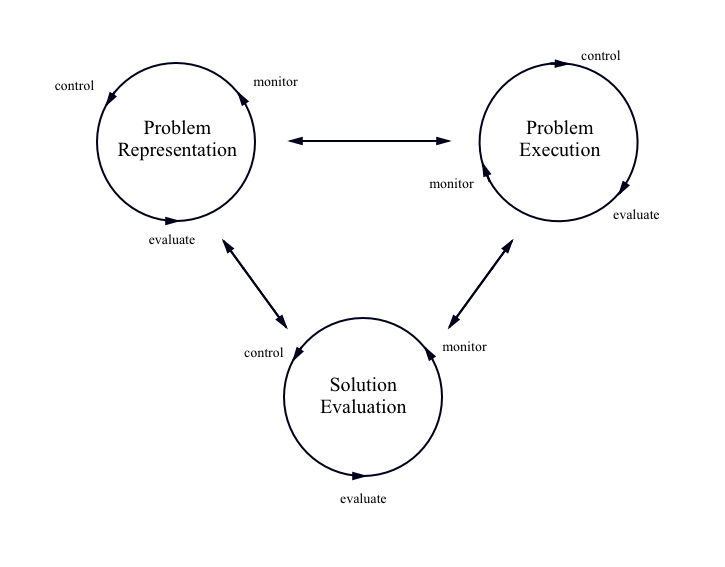 control
monitor
Problem
Representation
evaluate
control
Problem
Execution
monitor
evaluate
control
monitor
Solution
Evaluation
evaluate